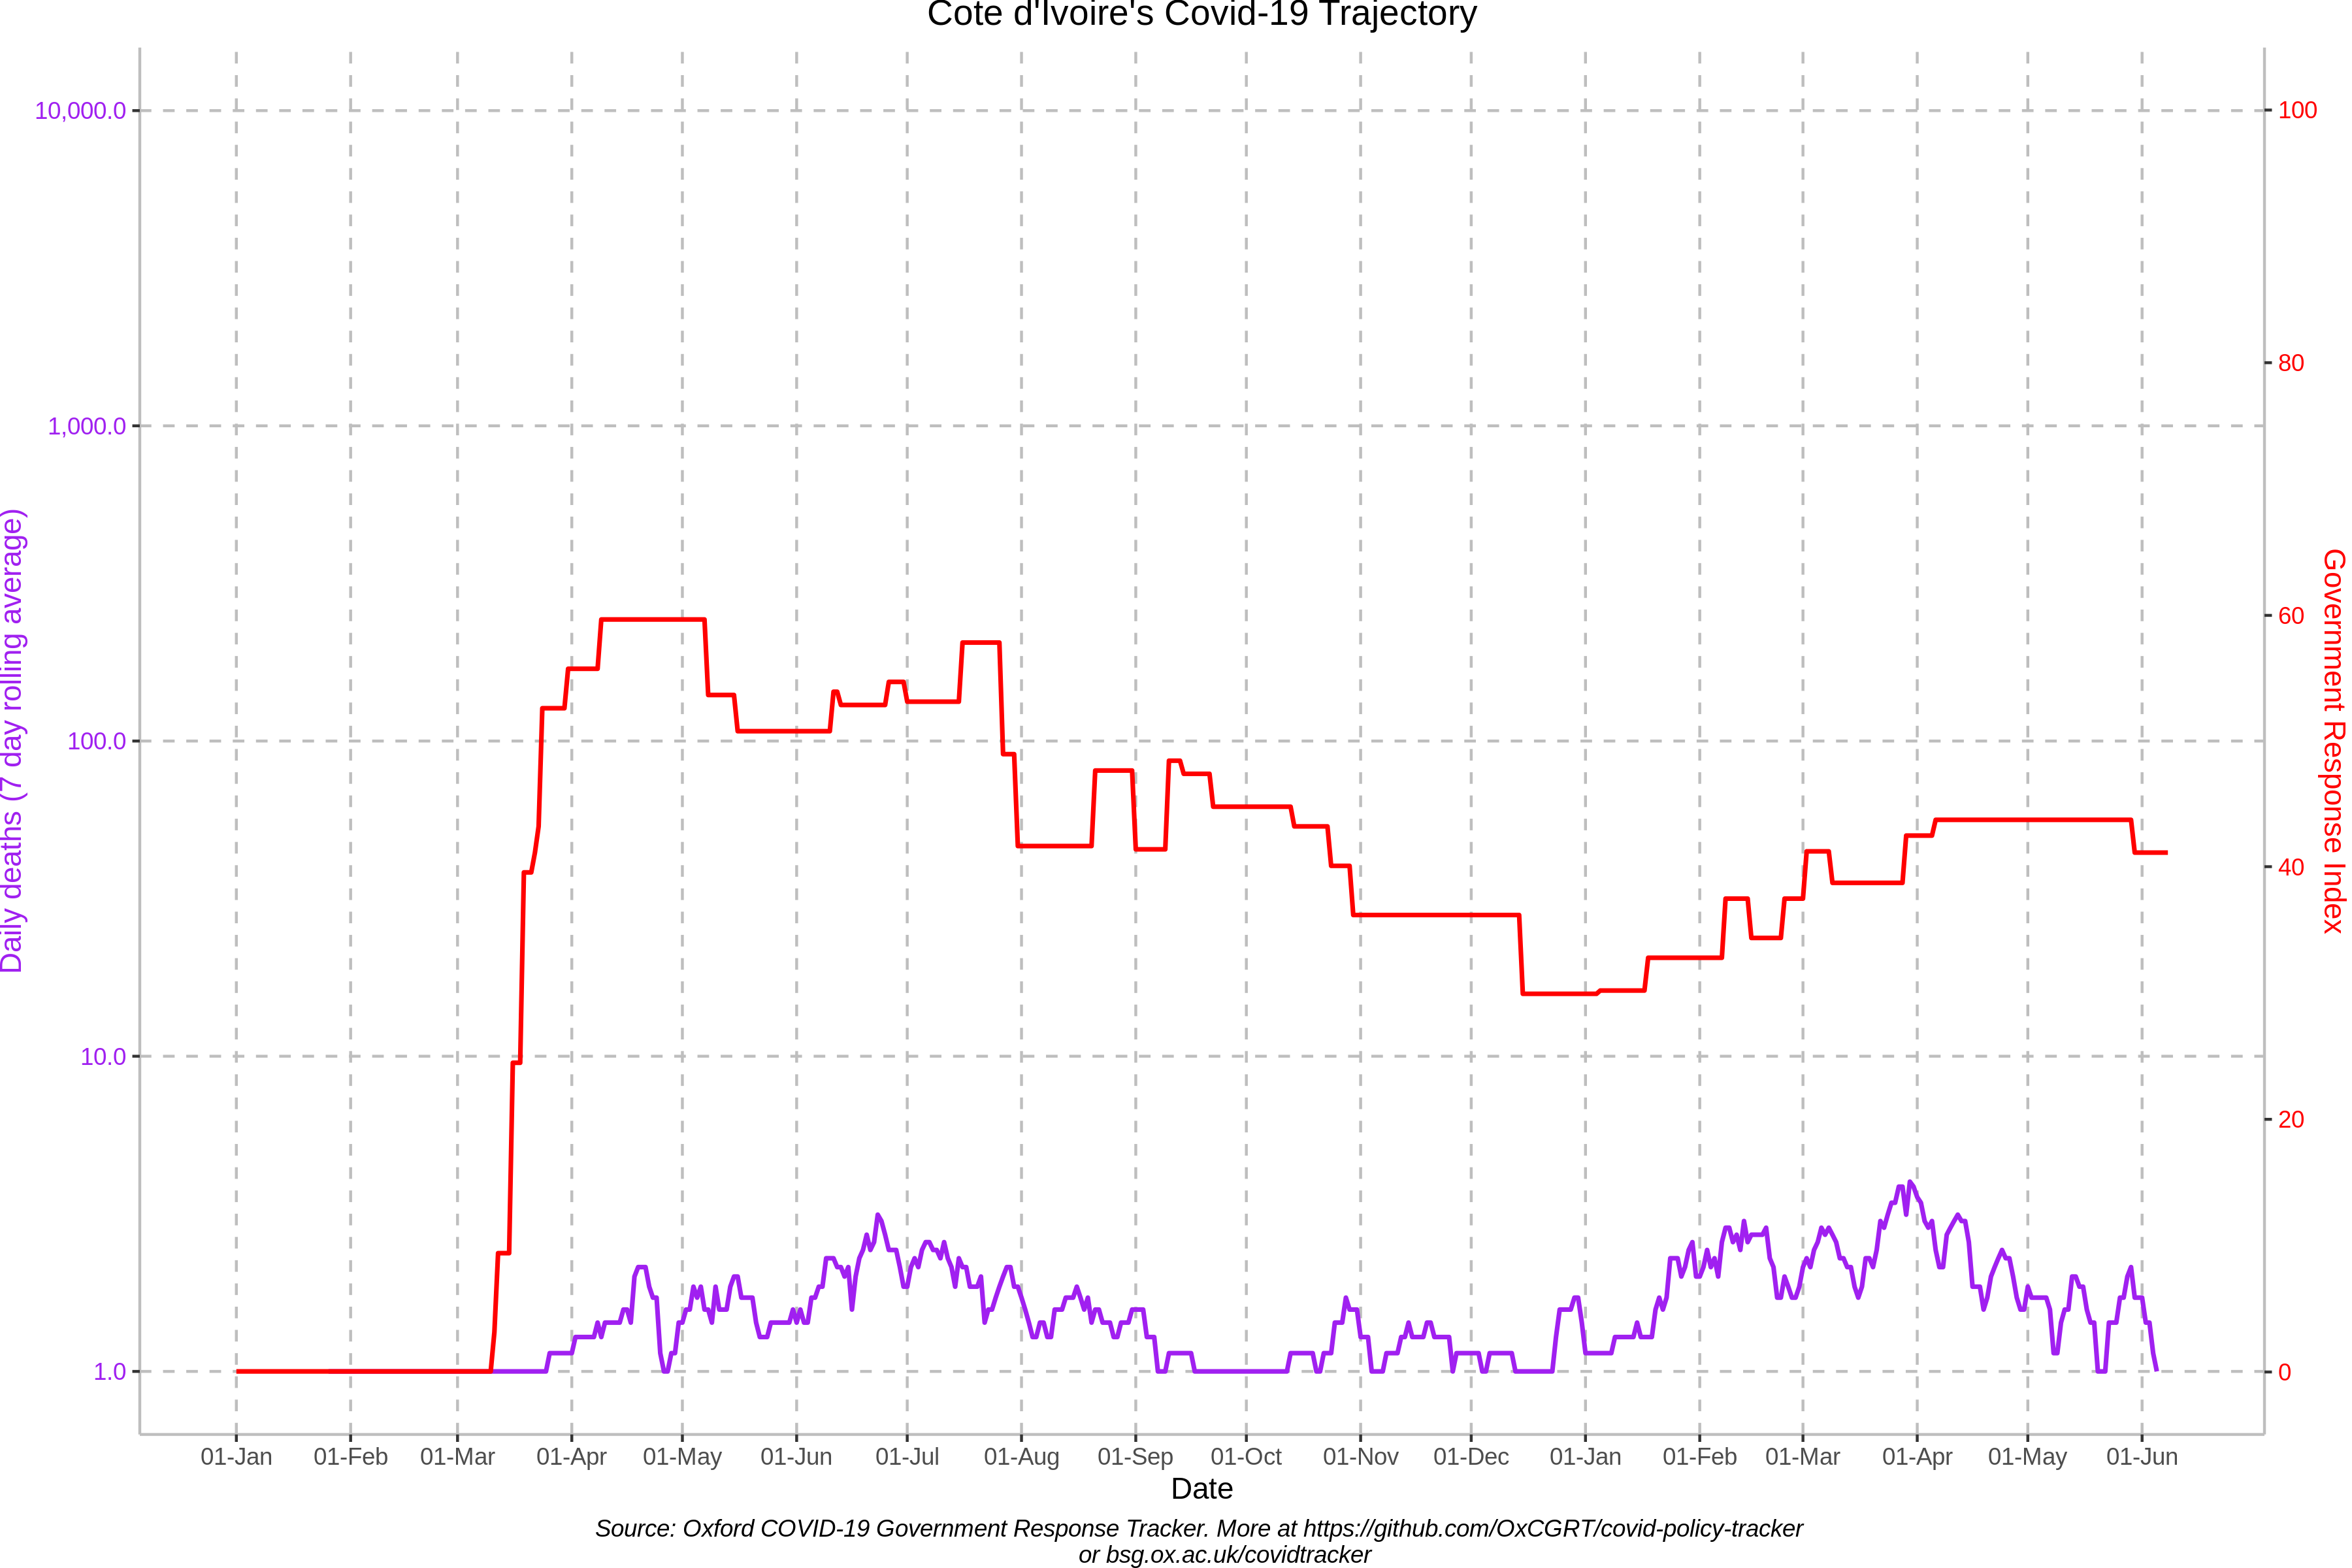 Cote d'Ivoire's Covid-19 Trajectory
10,000.0
1,000.0
100.0
10.0
1.0
Daily deaths (7 day rolling average)
100
80
60
40
20
0
Government Response Index
01-Jan 01-Feb 01-Mar 01-Apr 01-May 01-Jun 01-Jul 01-Aug 01-Sep 01-Oct 01-Nov 01-Dec 01-Jan 01-Feb 01-Mar 01-Apr 01-May 01-Jun
Date
Source: Oxford COVID-19 Government Response Tracker. More at https://github.com/OxCGRT/covid-policy-tracker
or bsg.ox.ac.uk/covidtracker